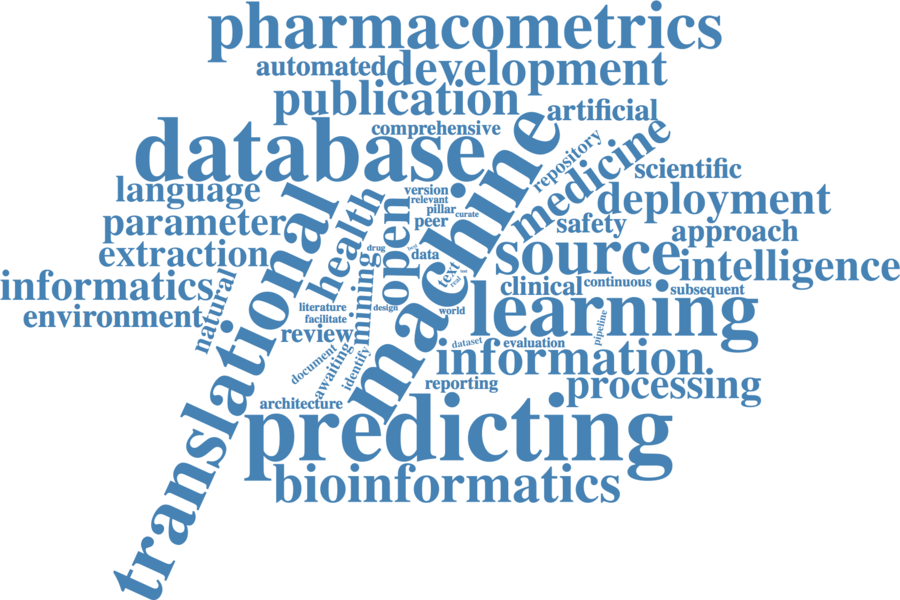 pharmacometrics
automated
development
publication
artificial
comprehensive
database.
machine
repository
medicine
scientific
language
translational
health
version
relevant
pillar
curate
peer
open
deployment
parameter
safety
approach
extraction
drug
data
source
intelligence
informatics.
natural
mining
text
clinical
continuous
subsequent
environment
literature
facilitate
design
world
learning
review
pipeline
dataset
evaluation
information.
document
awaiting
identify
reporting
processing
architecture
predicting
bioinformatics